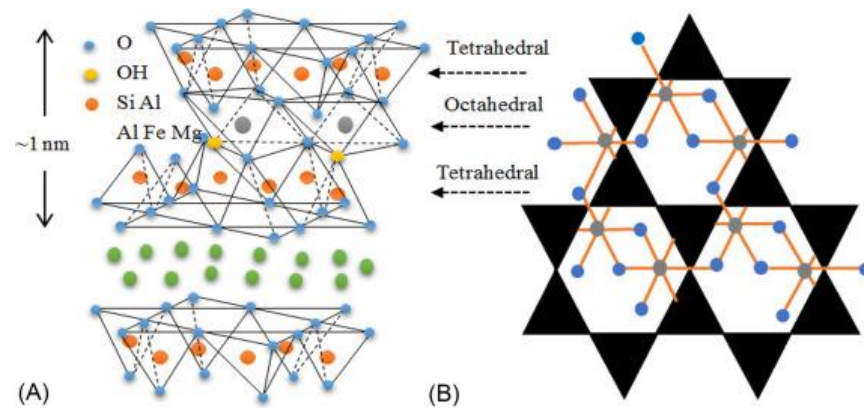 O
OH
Si Al
Al Fe Mg
~1 nm
Tetrahedral
Octahedral
Tetrahedral
(A)
(B)